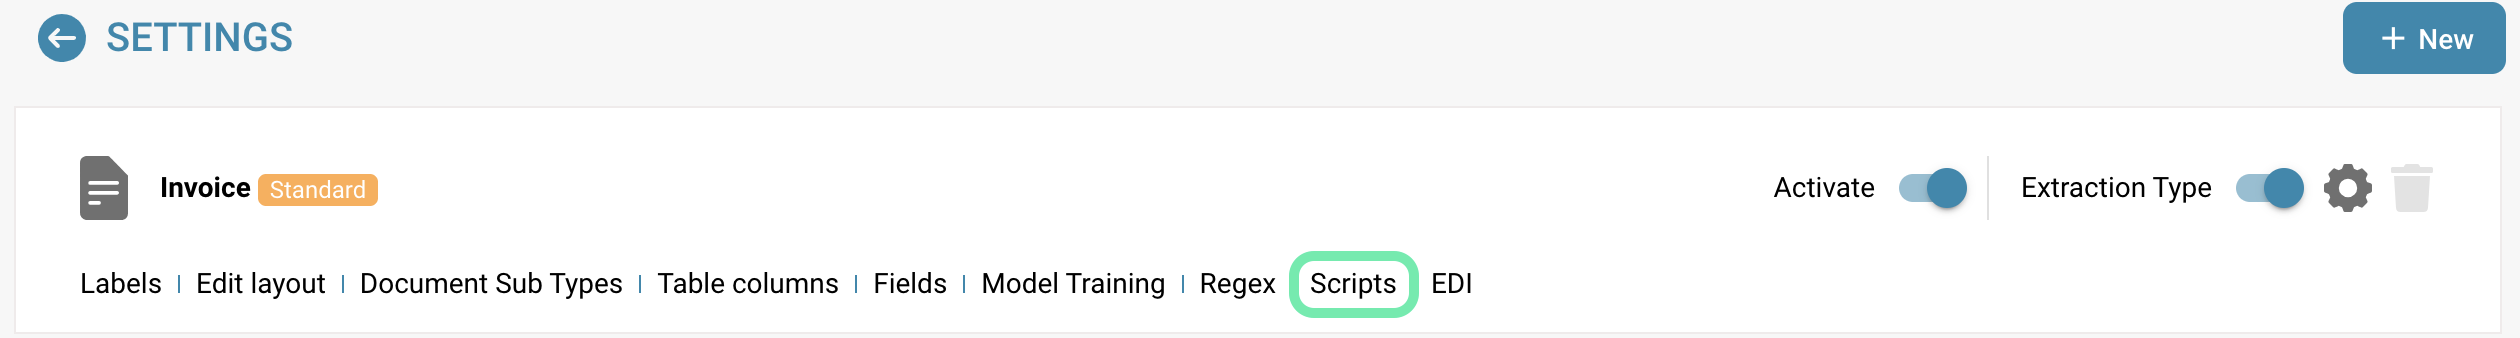 SETTINGS
+ New
Invoice Standard
Activate
Extraction Type
Labels | Edit layout | Document Sub Types | Table columns | Fields | Model Training | Regex Scripts EDI